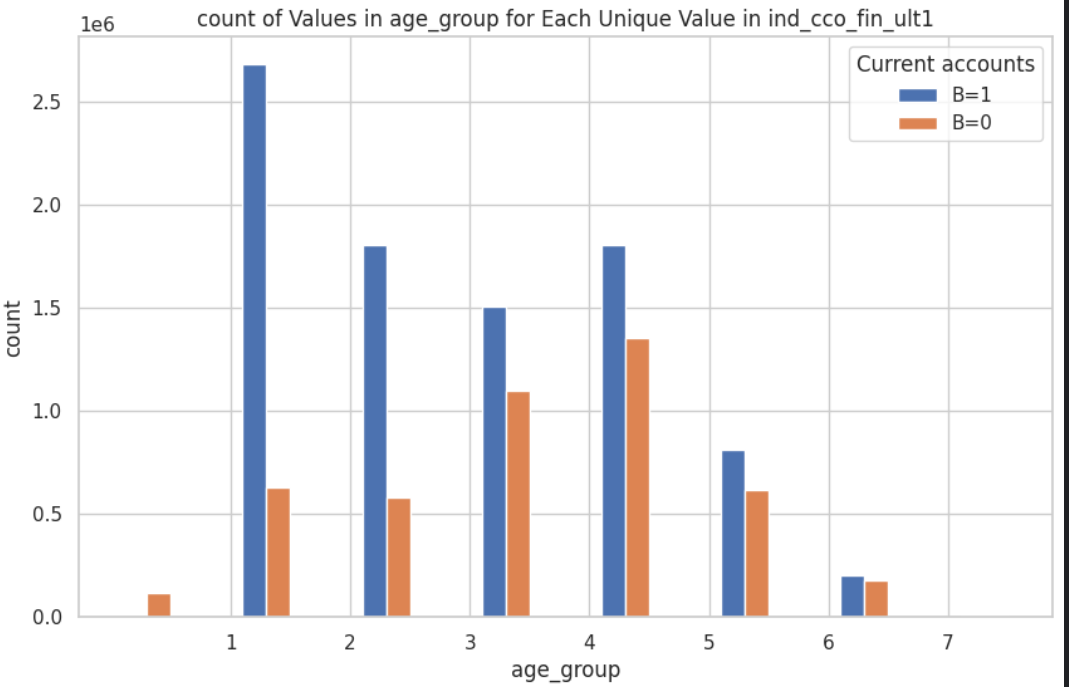 count of Values in age_group for Each Unique Value in ind_cco_fin_ult1
1e6
Current accounts
B=1
B=0
2.5
2.0
1.5
1.0
0.5
0.0
count
1 2 3 4 5 6 7
age_group